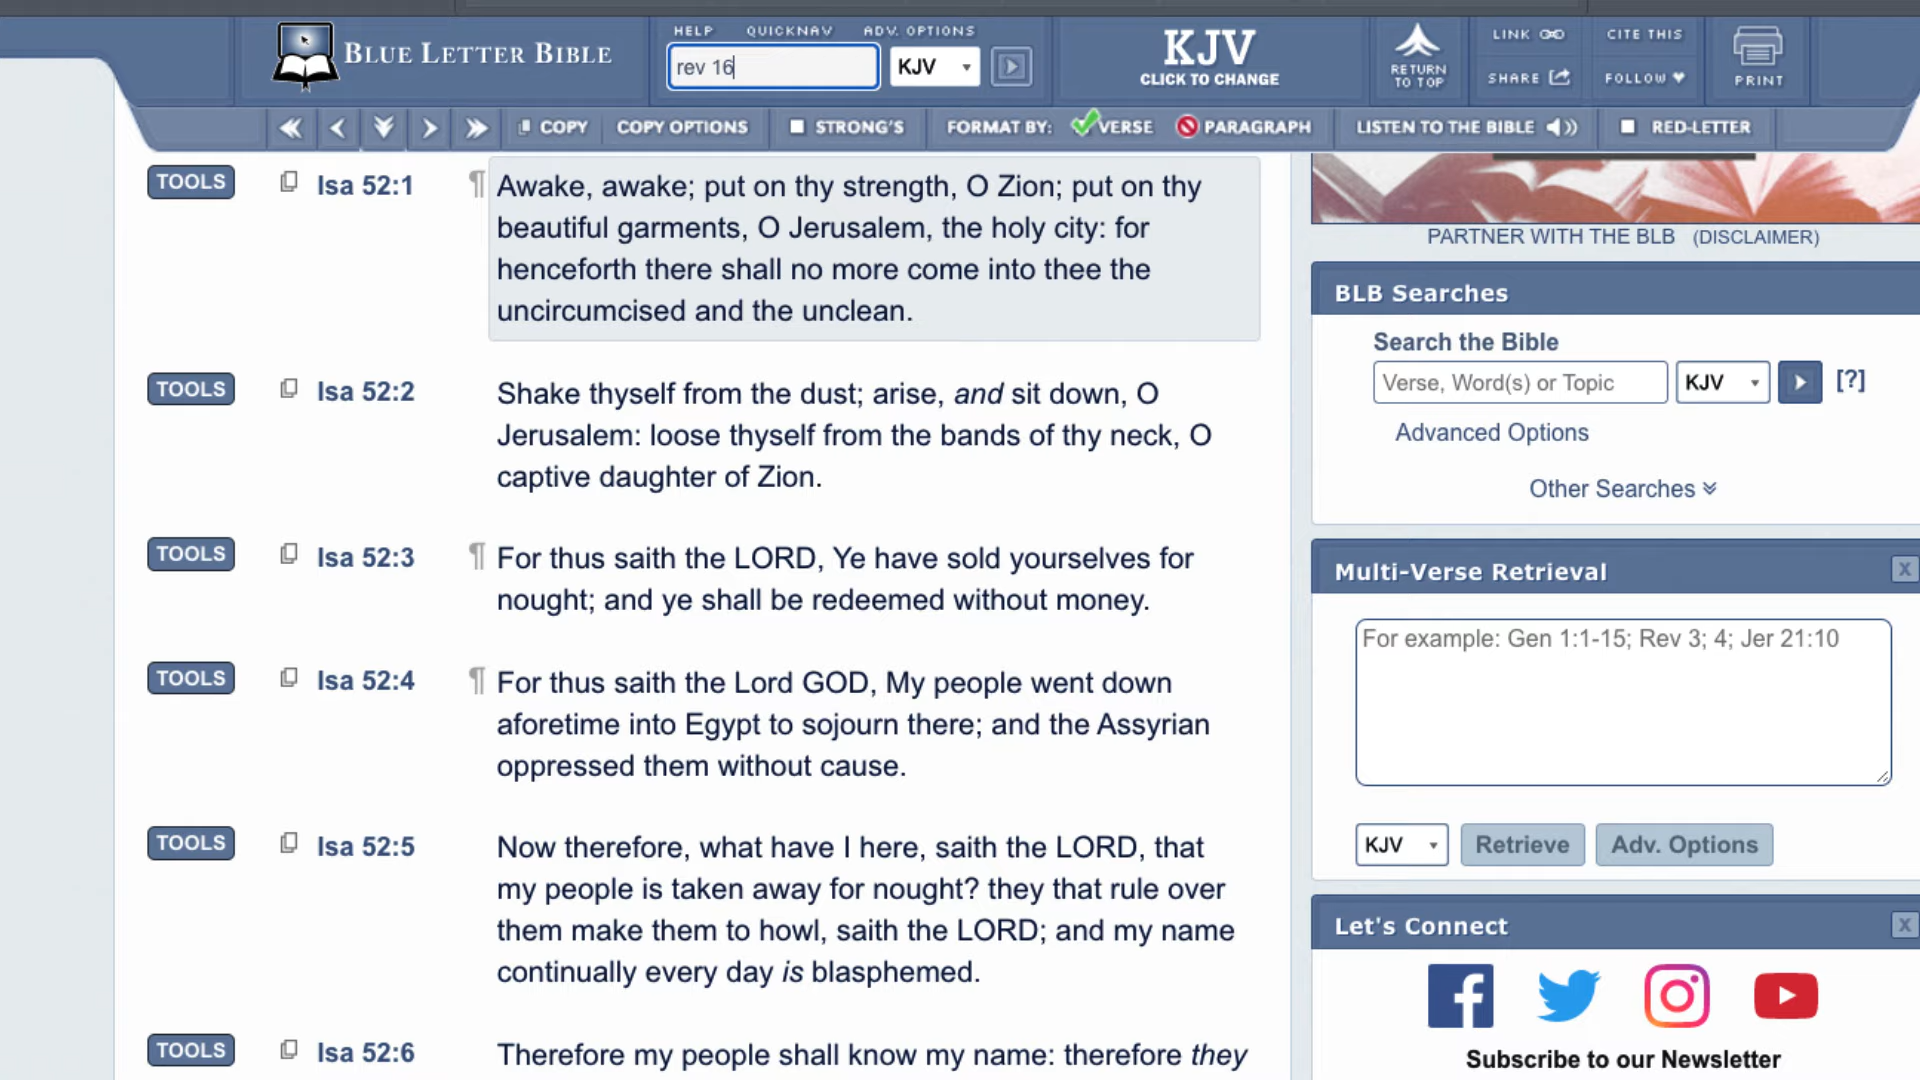 HELP QUICKNAV ADV. OPTIONS
BLUE LETTER BIBLE
rev 16
KJV
KJV
CLICK TO CHANGE
RETURN
TO TOP
LINK
SHARE
CITE THIS
FOLLOW
PRINT
COPY
COPY OPTIONS
STRONG'S
FORMAT BY: VERSE PARAGRAPH
LISTEN TO THE BIBLE
RED-LETTER
TOOLS Isa 52:1 ¶ Awake, awake; put on thy strength, O Zion; put on thy
beautiful garments, O Jerusalem, the holy city: for
henceforth there shall no more come into thee the
uncircumcised and the unclean.
TOOLS Isa 52:2 Shake thyself from the dust; arise, and sit down, O
Jerusalem: loose thyself from the bands of thy neck, O
captive daughter of Zion.
TOOLS Isa 52:3 ¶ For thus saith the LORD, Ye have sold yourselves for
nought; and ye shall be redeemed without money.
TOOLS Isa 52:4 ¶ For thus saith the Lord GOD, My people went down
aforetime into Egypt to sojourn there; and the Assyrian
oppressed them without cause.
TOOLS Isa 52:5 Now therefore, what have I here, saith the LORD, that
my people is taken away for nought? they that rule over
them make them to howl, saith the LORD; and my name
continually every day is blasphemed.
TOOLS Isa 52:6 Therefore my people shall know my name: therefore they
PARTNER WITH THE BLB (DISCLAIMER)
BLB Searches
Search the Bible
Verse, Word(s) or Topic KJV [?]
Advanced Options
Other Searches
Multi-Verse Retrieval X
For example: Gen 1:1-15; Rev 3; 4; Jer 21:10
KJV Retrieve Adv. Options
Let's Connect X
Subscribe to our Newsletter